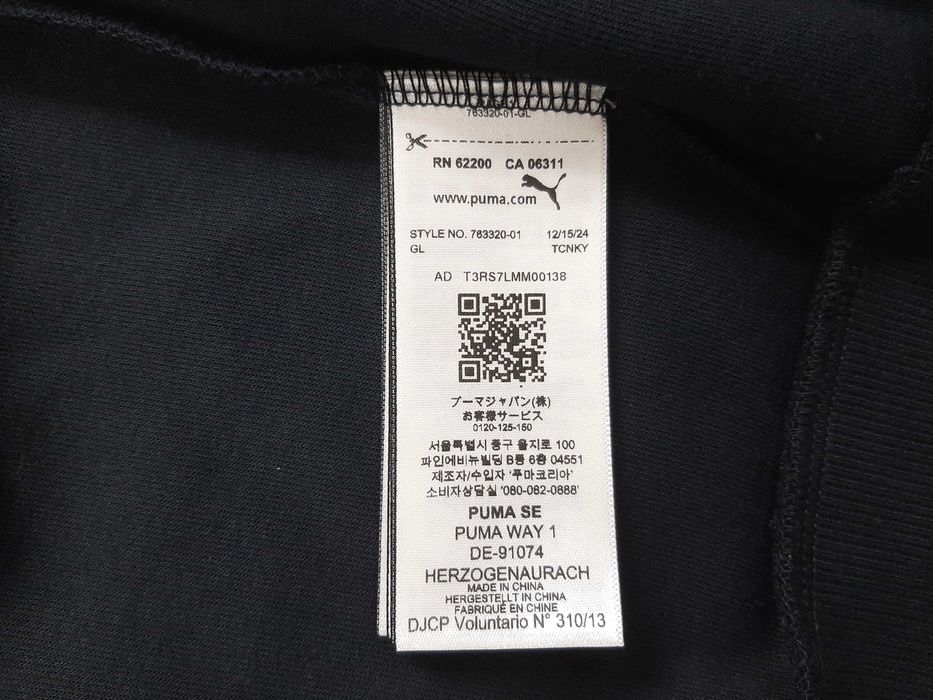 763320-01-GL
RN 62200 CA 06311
www.puma.com
STYLE NO. 763320-01 12/15/24
GL TCNKY
AD T3RS7LMM00138
プーマジャパン(株)
お客様サービス
0120-125-150
서울특별시 중구 을지로 100
파인에비뉴빌딩 B동 6층 04551
제조자/수입자 '푸마코리아'
소비자상담실 '080-062-0888'
PUMA SE
PUMA WAY 1
DE-91074
HERZOGENAURACH
MADE IN CHINA
HERGESTELLT IN CHINA
FABRIQUÉ EN CHINE
DJCP Voluntario N° 310/13